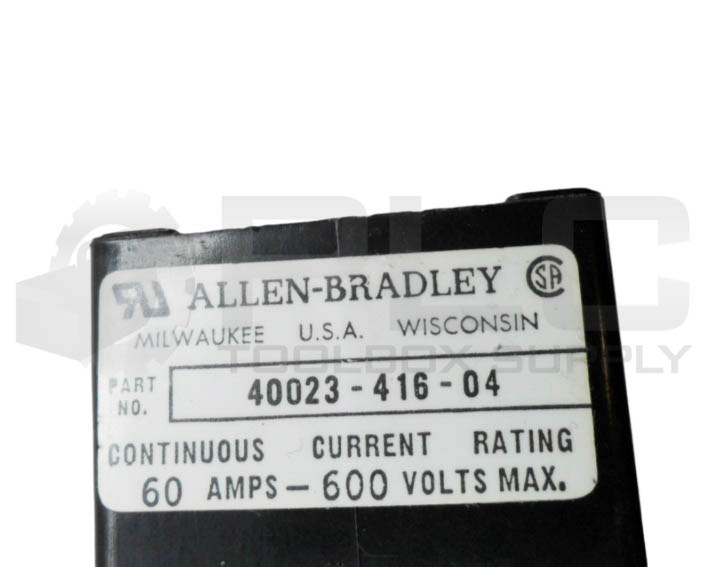 ALLEN-BRADLEY
MILWAUKEE U.S.A. WISCONSIN
PART NO. 40023-416-04
CONTINUOUS CURRENT RATING
60 AMPS - 600 VOLTS MAX.
PLC
TOOLBOX SUPPLY